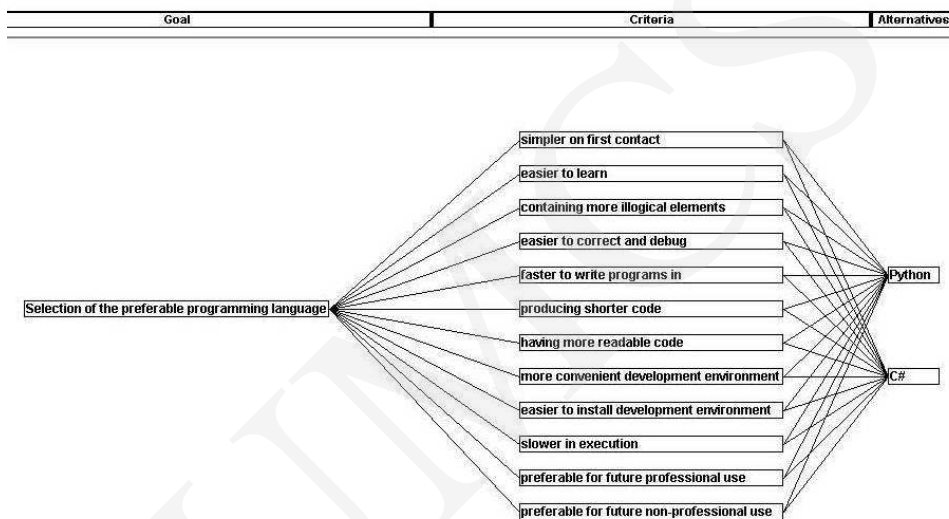 Goal Criteria Alternatives
simpler on first contact
easier to learn
containing more illogical elements
easier to correct and debug
faster to write programs in
Python
Selection of the preferable programming language
producing shorter code
having more readable code
more convenient development environment
C#
easier to install development environment
slower in execution
preferable for future professional use
preferable for future non-professional use
UMCS